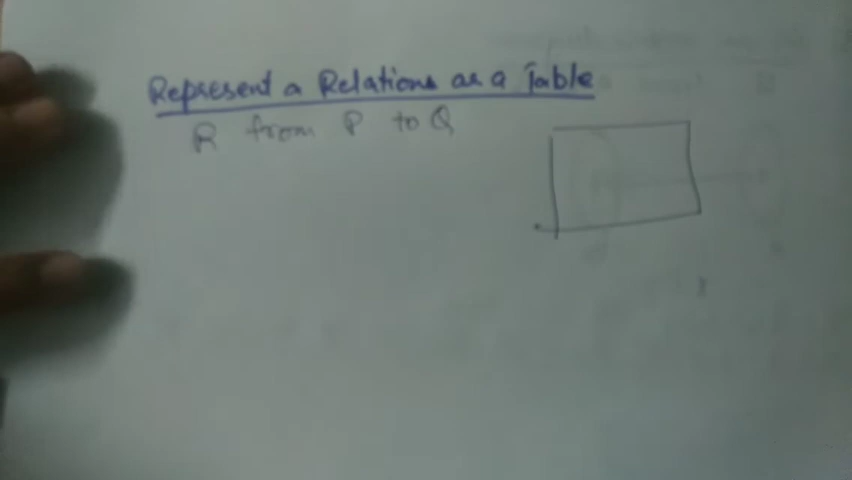 Represent a Relations as a Table
R from P to Q